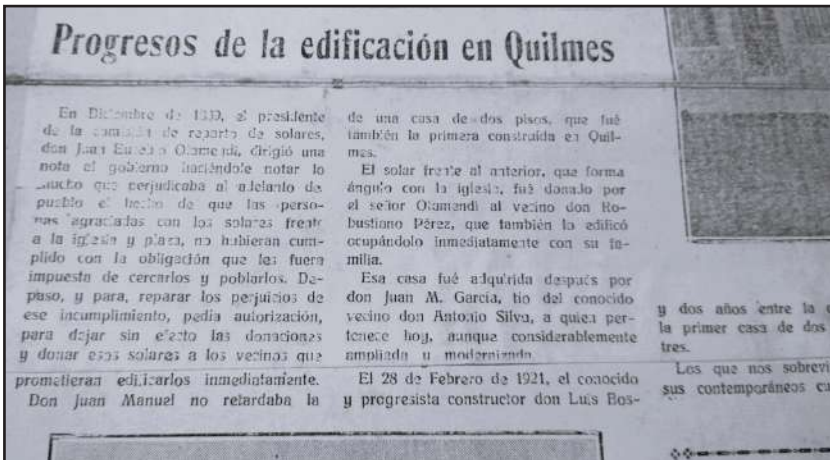 Progresos de la edificación en Quilmes
En Diciembre de el presidente
de la comisión de reparto de solares,
don Juan Eusebio Olamendi, dirigió una
nota al gobierno haciéndole notar lo
mucho que perjudicaba al adelanto de
pueblo el hecho de que las perso-
nas agraciadas con los solares frente
a la iglesia y plaza, no hubieran cum-
plido con la obligación que les fuera
impuesta de cercarlos y poblarlos. De-
puso, y para, reparar los perjuicios de
ese incumplimiento, pedia autorización,
para dejar sin efecto las donaciones
y donar esos solares a los vecinos que
prometieran edificarlos inmediatamente.
Don Juan Manuel no retardaba la
de una casa de dos pisos, que fué
también la primera construída en Quil-
mes.
El solar frente al anterior, que forma
ángulo con la iglesia, fué donado por
el señor Olamendi al vecino don Ro-
bustiano Pérez, que también lo edificó
ocupándolo inmediatamente con su fa-
milia.
Esa casa fué adquirida después por
don Juan M. García, tio del conocido
vecino don Antonio Silva, a quien per-
tenece hoy, aunque considerablemente
ampliada y modernizada.
El 28 de Febrero de 1921, el conocido
y progresista constructor don Luis Bos-
y dos años entre la
la primer casa de dos
tres.
Los que nos sobrevi
sus contemporáneos